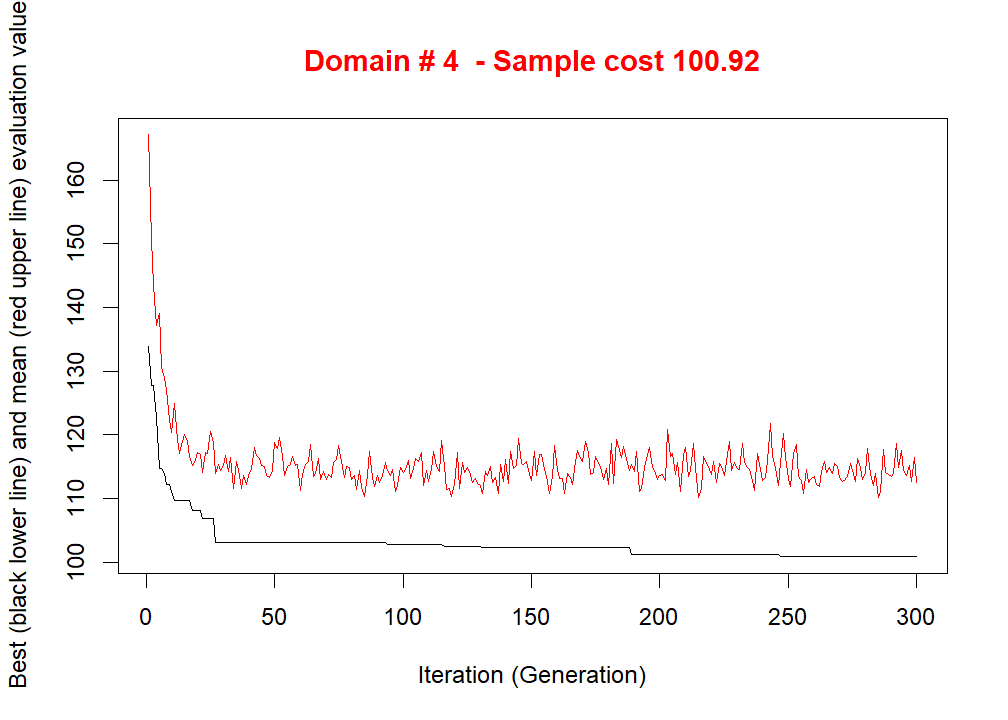 Domain # 4  - Sample cost 100.92
Best (black lower line) and mean (red upper line) evaluation value
160
150
140
130
120
110
100
0 50 100 150 200 250 300
Iteration (Generation)